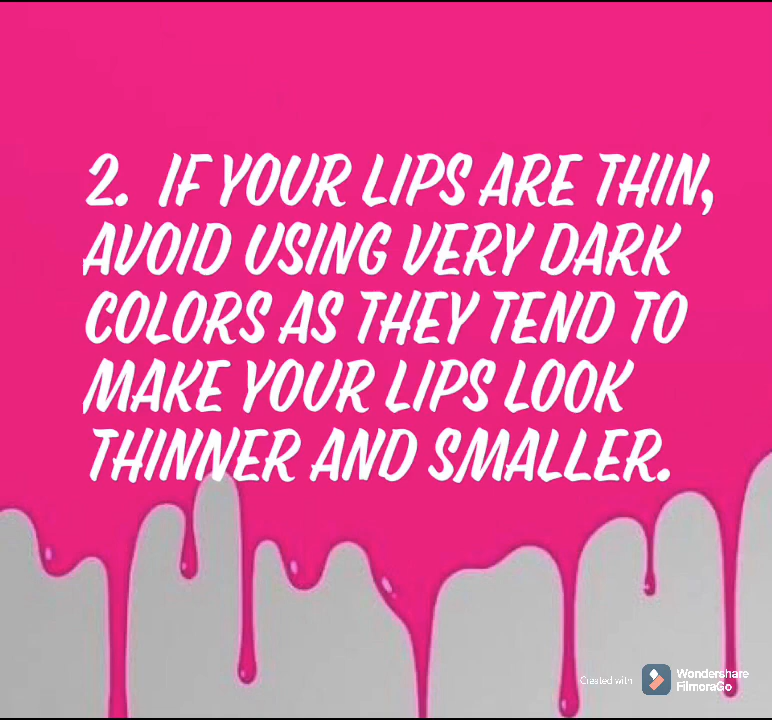 2. IF YOUR LIPS ARE THIN,
AVOID USING VERY DARK
COLORS AS THEY TEND TO
MAKE YOUR LIPS LOOK
THINNER AND SMALLER.
Created with Wondershare
FilmoraGo